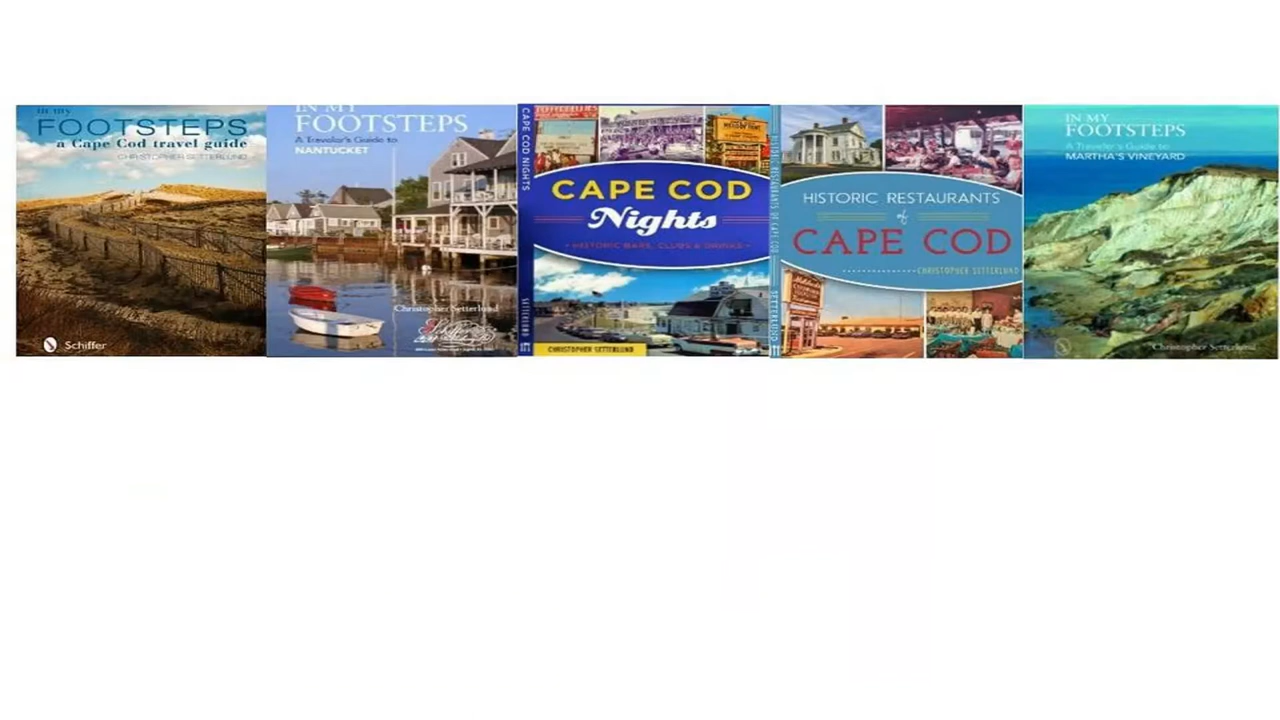 in my
FOOTSTEPS
a Cape Cod travel guide
CHRISTOPHER SETTERLUND
Schiffer
IN MY
FOOTSTEPS
A Traveler's Guide to
NANTUCKET
Christopher Setterlund
CAPE COD NIGHTS
SETTERLUND
CAPE COD
Nights
HISTORIC BARS, CLUBS & DRINKS
CHRISTOPHER SETTERLUND
HISTORIC RESTAURANTS OF CAPE COD
SETTERLUND
HISTORIC RESTAURANTS
of
CAPE COD
CHRISTOPHER SETTERLUND
IN MY
FOOTSTEPS
A Traveler's Guide to
MARTHA'S VINEYARD
Christopher Setterlund